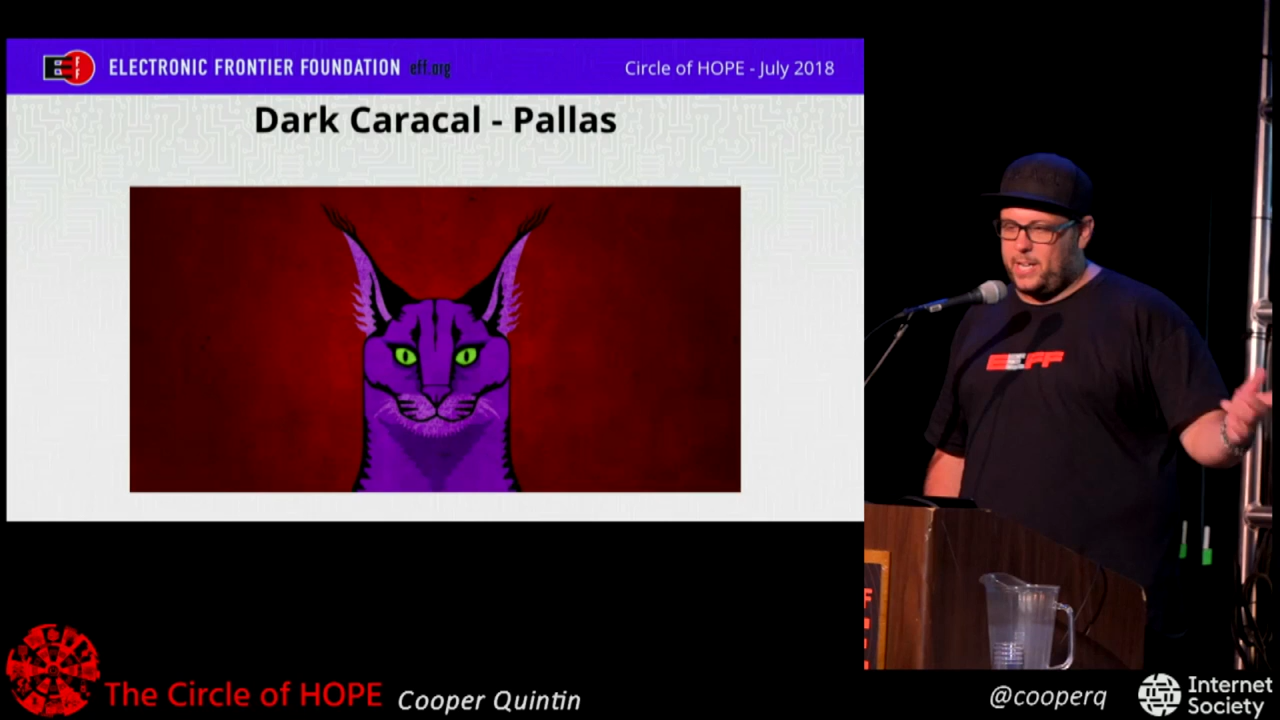 ELECTRONIC FRONTIER FOUNDATION eff.org
Circle of HOPE - July 2018
Dark Caracal - Pallas
EFF
The Circle of HOPE
Cooper Quintin
@cooperq
Internet
Society